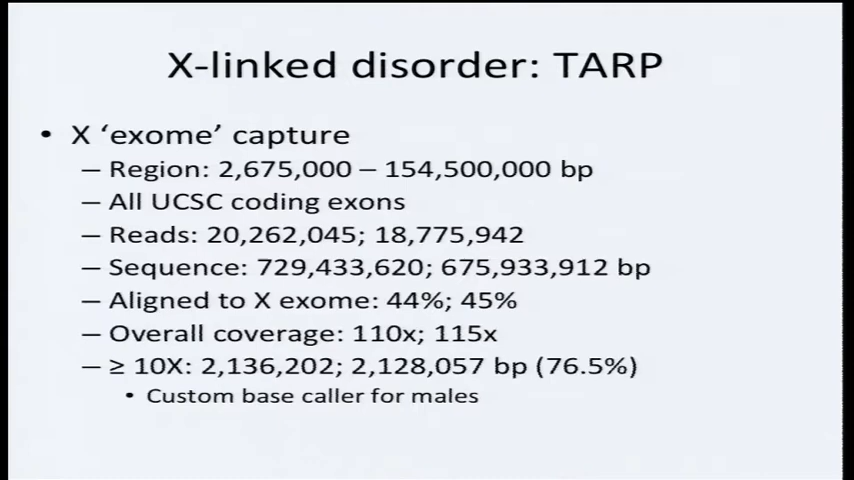 X-linked disorder: TARP
• X ‘exome’ capture
– Region: 2,675,000 – 154,500,000 bp
– All UCSC coding exons
– Reads: 20,262,045; 18,775,942
– Sequence: 729,433,620; 675,933,912 bp
– Aligned to X exome: 44%; 45%
– Overall coverage: 110x; 115x
– ≥ 10X: 2,136,202; 2,128,057 bp (76.5%)
• Custom base caller for males